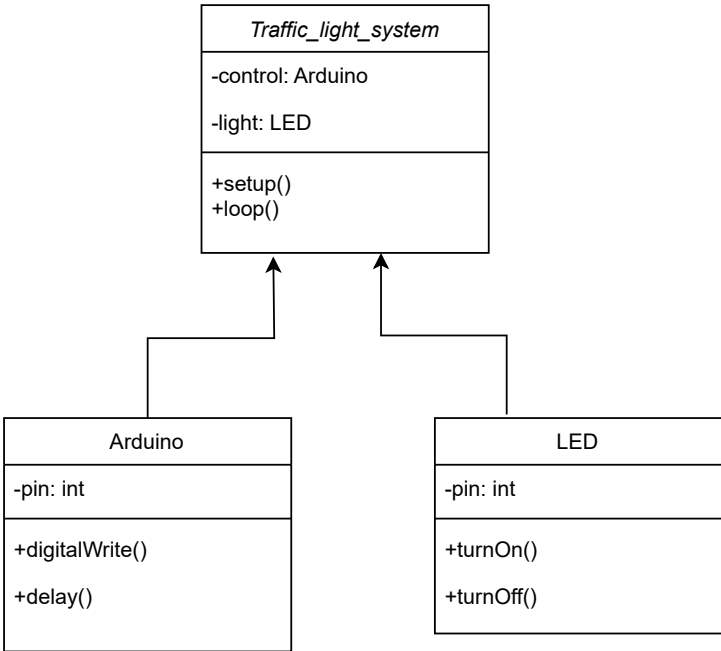 Traffic_light_system
-control: Arduino
-light: LED
+setup()
+loop()
Arduino
-pin: int
+digitalWrite()
+delay()
LED
-pin: int
+turnOn()
+turnOff()